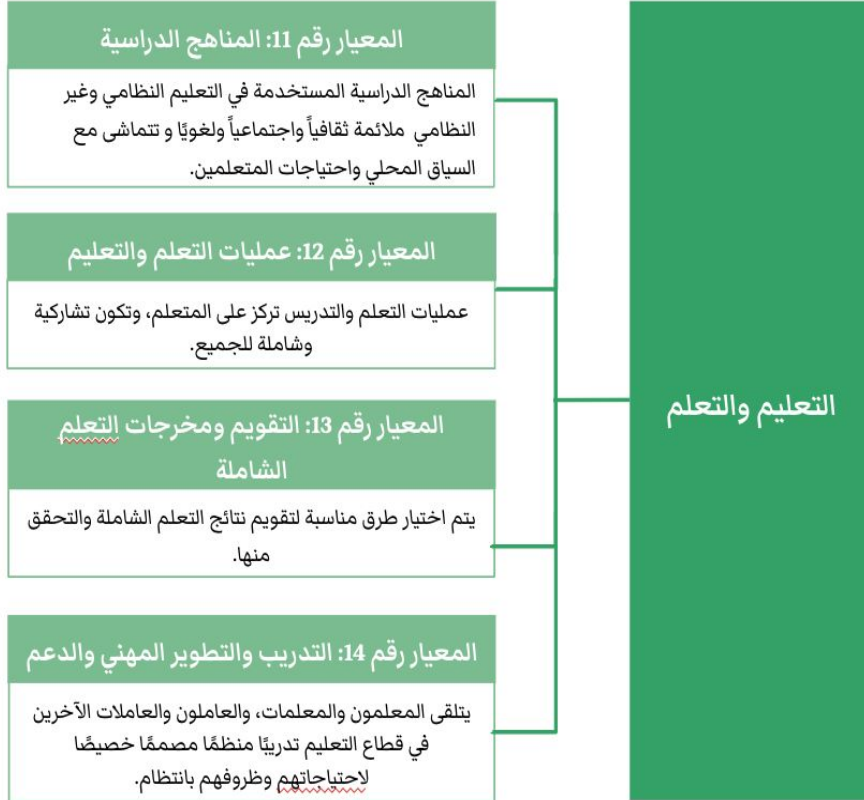 التعليم والتعلم
المعيار رقم 11: المناهج الدراسية
المناهج الدراسية المستخدمة في التعليم النظامي وغير
النظامي ملائمة ثقافياً واجتماعياً ولغويًا و تتماشى مع
السياق المحلي واحتياجات المتعلمين.
المعيار رقم 12: عمليات التعلم والتعليم
عمليات التعلم والتدريس تركز على المتعلم، وتكون تشاركية
وشاملة للجميع.
المعيار رقم 13: التقويم ومخرجات التعلم
الشاملة
يتم اختيار طرق مناسبة لتقويم نتائج التعلم الشاملة والتحقق
منها.
المعيار رقم 14: التدريب والتطوير المهني والدعم
يتلقى المعلمون والمعلمات، والعاملون والعاملات الآخرين
في قطاع التعليم تدريبًا منظمًا مصممًا خصيصًا
لاحتياجاتهم وظروفهم بانتظام.